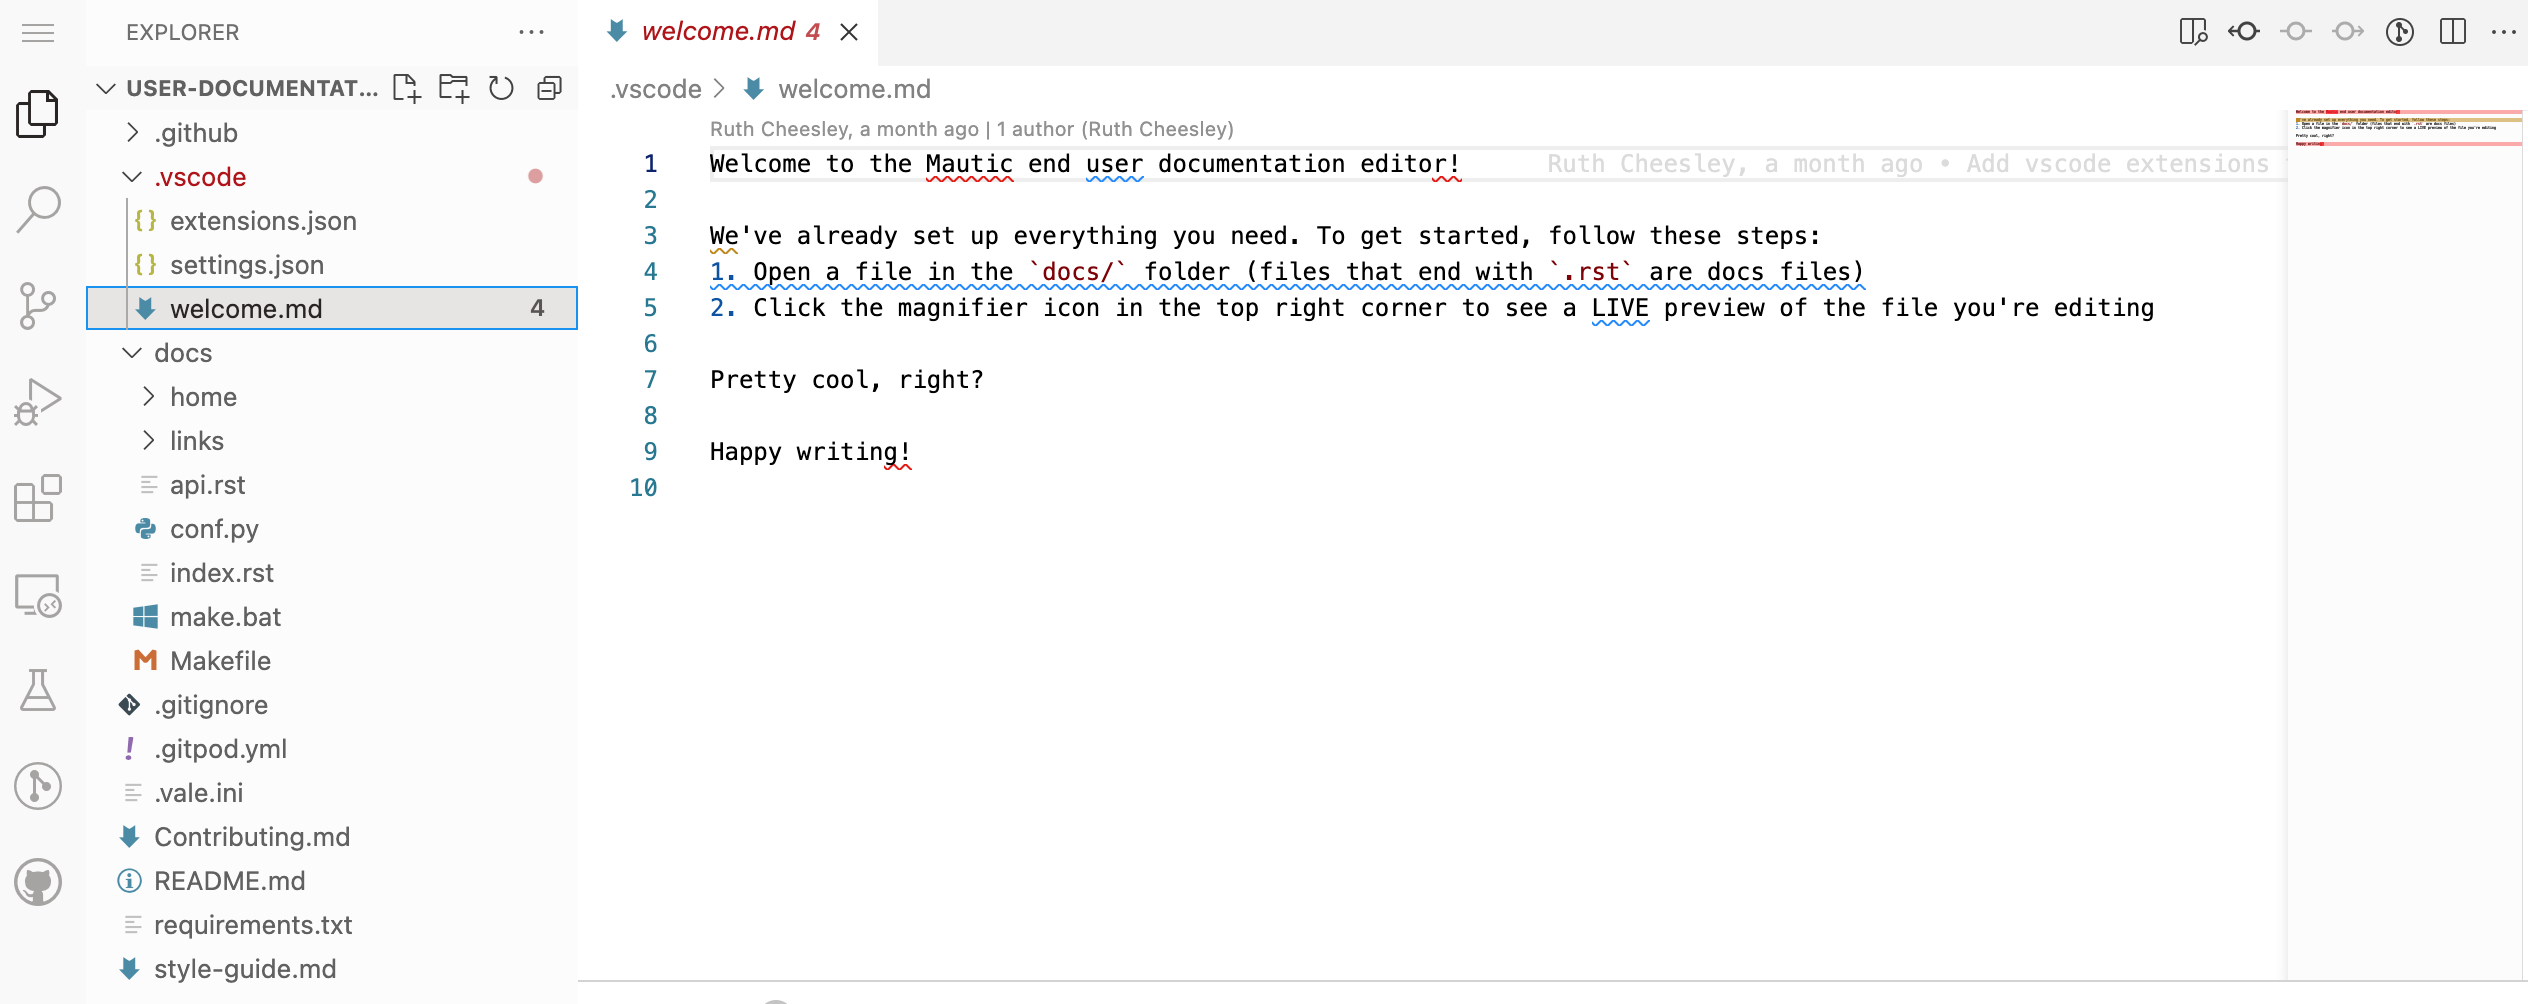 EXPLORER
USER-DOCUMENTAT...
.github
.vscode
extensions.json
settings.json
welcome.md 4
docs
home
links
api.rst
conf.py
index.rst
make.bat
Makefile
.gitignore
.gitpod.yml
.vale.ini
Contributing.md
README.md
requirements.txt
style-guide.md
welcome.md 4
.vscode > welcome.md
Ruth Cheesley, a month ago | 1 author (Ruth Cheesley)
1 Welcome to the Mautic end user documentation editor! Ruth Cheesley, a month ago • Add vscode extensions
2
3 We've already set up everything you need. To get started, follow these steps:
4 1. Open a file in the `docs/` folder (files that end with `.rst` are docs files)
5 2. Click the magnifier icon in the top right corner to see a LIVE preview of the file you're editing
6
7 Pretty cool, right?
8
9 Happy writing!
10